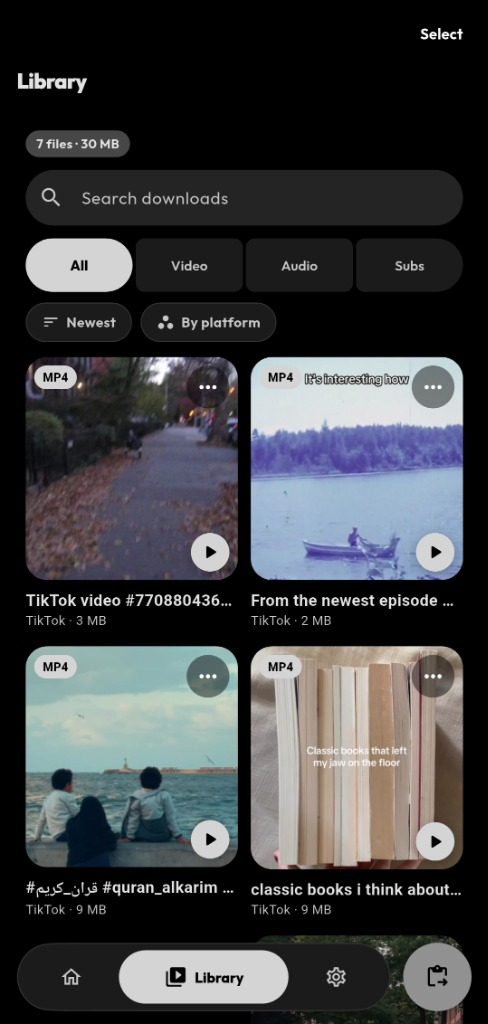 Select
Library
7 files · 30 MB
Search downloads
All
Video
Audio
Subs
Newest
By platform
MP4
MP4
It's interesting how
TikTok video #770880436...
TikTok · 3 MB
From the newest episode ...
TikTok · 2 MB
MP4
MP4
Classic books that left
my jaw on the floor
#قرآن_كريم #quran_alkarim ...
TikTok · 9 MB
classic books i think about...
TikTok · 9 MB
Library